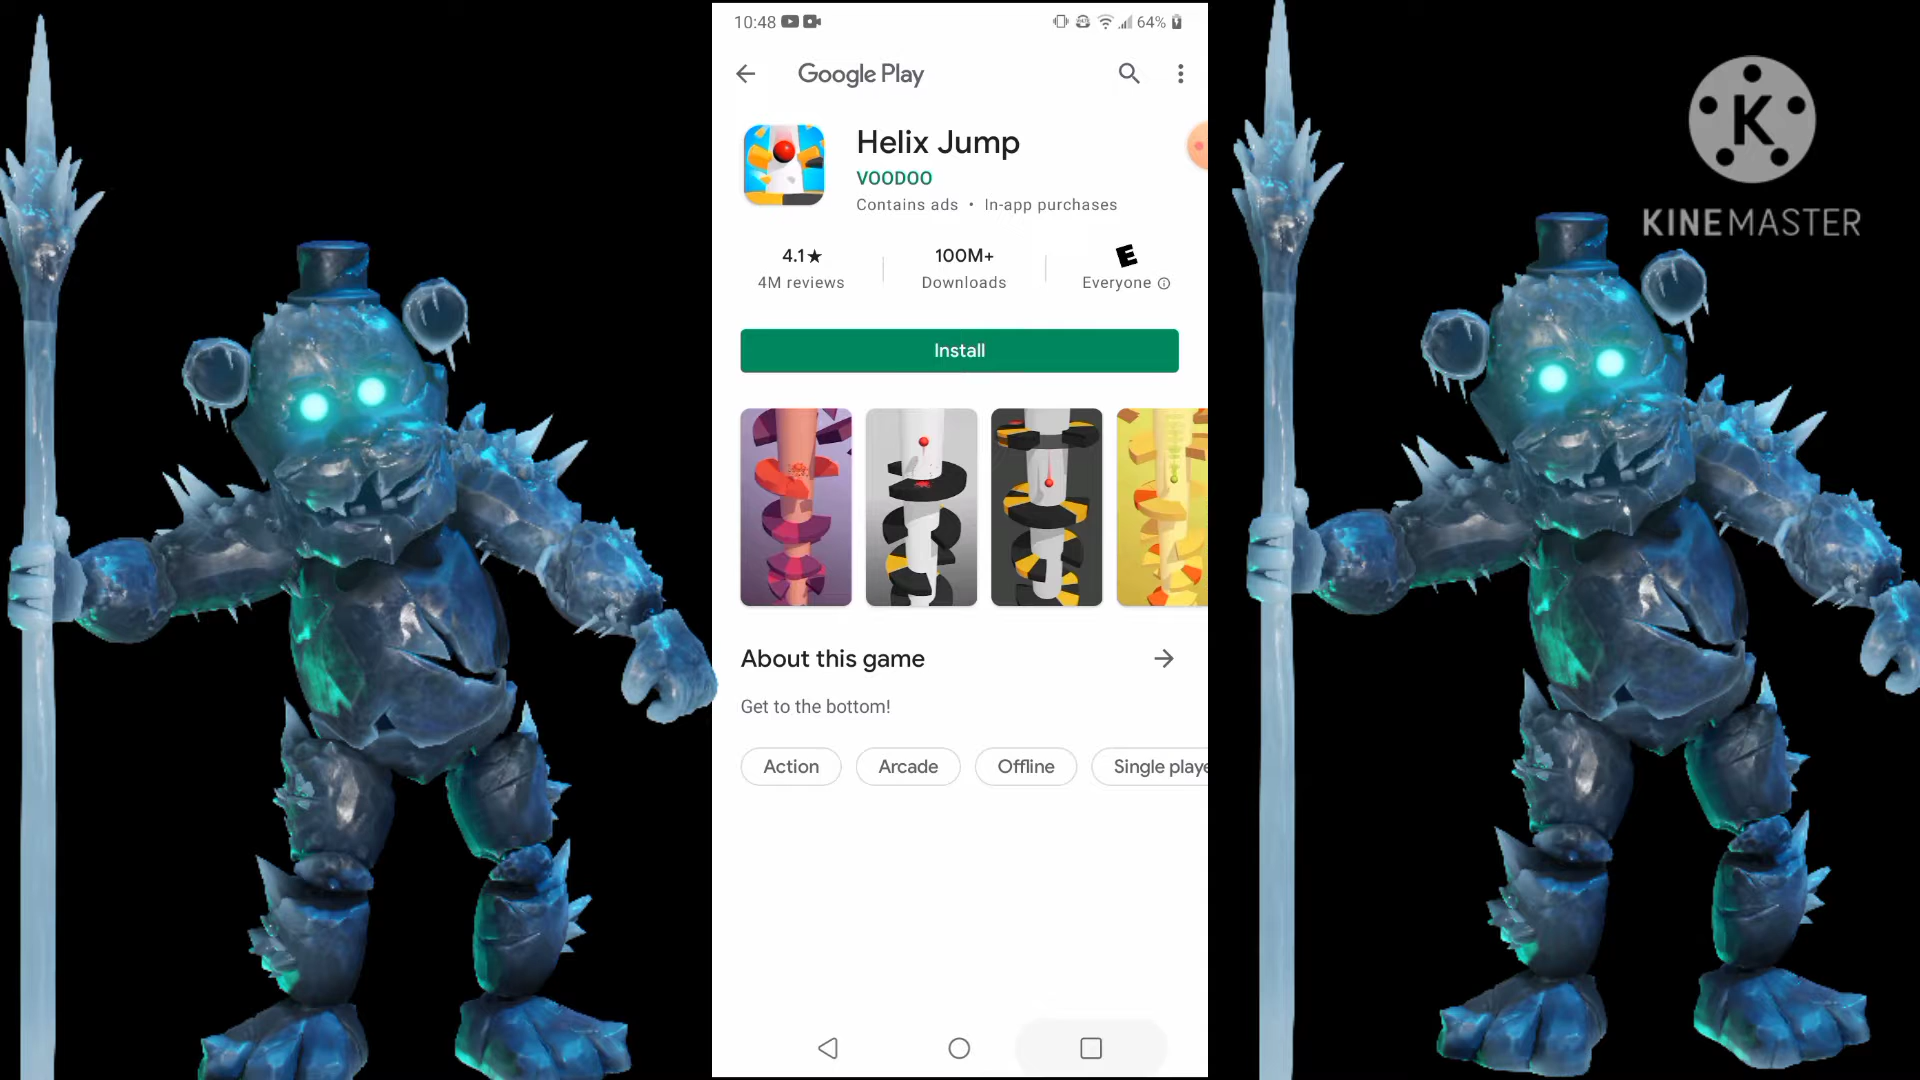 10:48
64%
Google Play
Helix Jump
VOODOO
Contains ads • In-app purchases
4.1★
4M reviews
100M+
Downloads
E
Everyone
Install
About this game
Get to the bottom!
Action
Arcade
Offline
Single playe
K
KINEMASTER